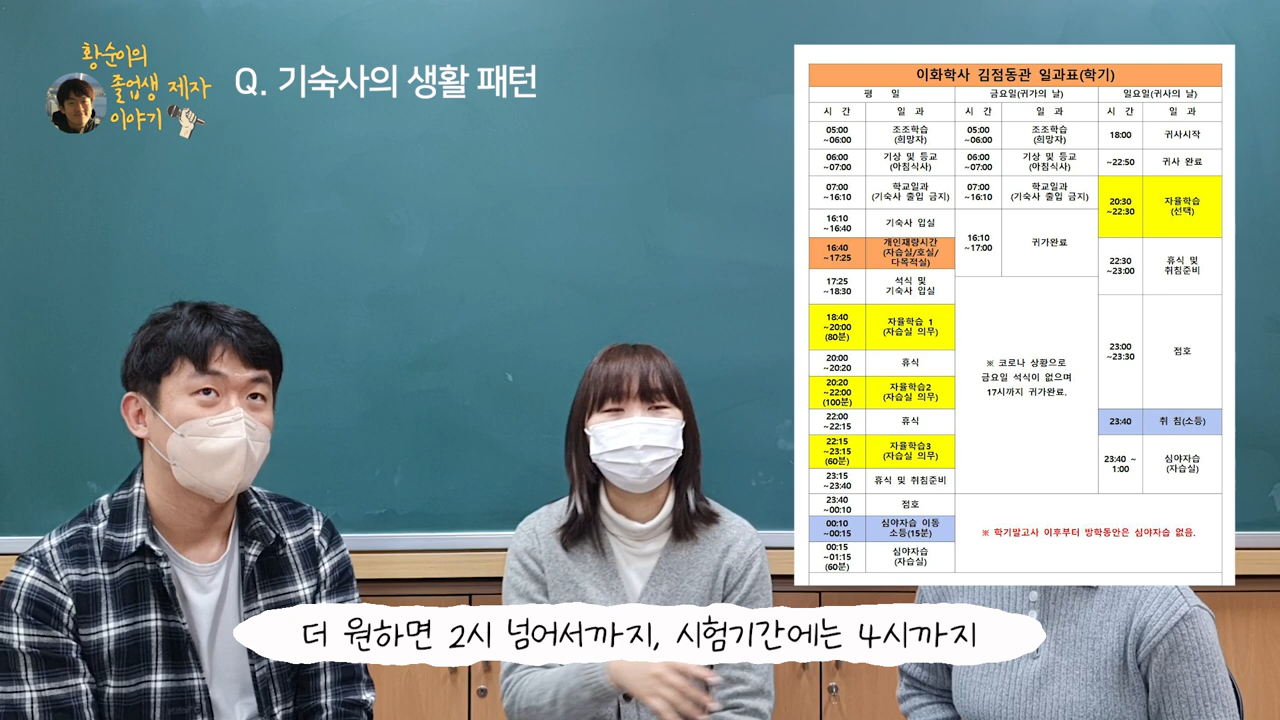 황순이의
졸업생 제자
이야기
Q. 기숙사의 생활 패턴
이화학사 김점동관 일과표(학기)
평 일
금요일(귀가의 날)
일요일(귀사의 날)
시 간
일 과
시 간
일 과
시 간
일 과
05:00
~06:00
조조학습
(희망자)
05:00
~06:00
조조학습
(희망자)
18:00
귀사시작
06:00
~07:00
기상 및 등교
(아침식사)
06:00
~07:00
기상 및 등교
(아침식사)
~22:50
귀사 완료
07:00
~16:10
학교일과
(기숙사 출입 금지)
07:00
~16:10
학교일과
(기숙사 출입 금지)
20:30
~22:30
자율학습
(선택)
16:10
~16:40
기숙사 입실
16:10
~17:00
귀가완료
16:40
~17:25
개인재량시간
(자습실/호실/
다목적실)
22:30
~23:00
휴식 및
취침준비
17:25
~18:30
석식 및
기숙사 입실
18:40
~20:00
(80분)
자율학습 1
(자습실 의무)
※ 코로나 상황으로
금요일 석식이 없으며
17시까지 귀가완료.
23:00
~23:30
점호
20:00
~20:20
휴식
20:20
~22:00
(100분)
자율학습2
(자습실 의무)
22:00
~22:15
휴식
23:40
취 침(소등)
22:15
~23:15
(60분)
자율학습3
(자습실 의무)
23:40 ~
1:00
심야자습
(자습실)
23:15
~23:40
휴식 및 취침준비
23:40
~00:10
점호
00:10
~00:15
심야자습 이동
소등(15분)
※ 학기말고사 이후부터 방학동안은 심야자습 없음.
00:15
~01:15
(60분)
심야자습
(자습실)
더 원하면 2시 넘어서까지, 시험기간에는 4시까지